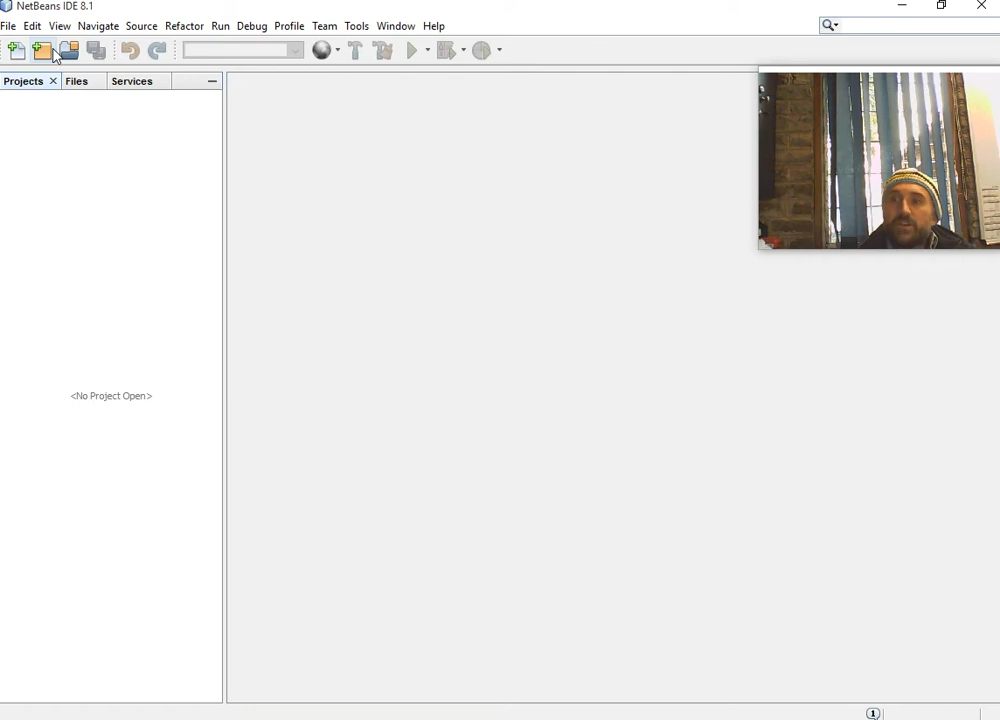 NetBeans IDE 8.1
File Edit View Navigate Source Refactor Run Debug Profile Team Tools Window Help
Projects Files Services
<No Project Open>
1